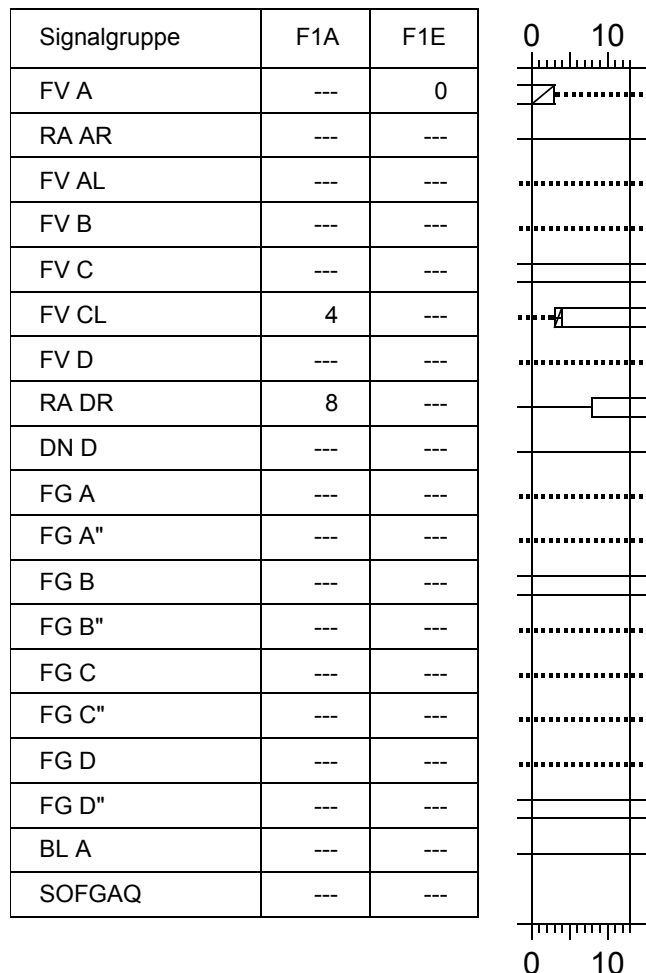 Signalgruppe F1A F1E 0 10
FV A --- 0
RA AR --- ---
FV AL --- ---
FV B --- ---
FV C --- ---
FV CL 4 ---
FV D --- ---
RA DR 8 ---
DN D --- ---
FG A --- ---
FG A" --- ---
FG B --- ---
FG B" --- ---
FG C --- ---
FG C" --- ---
FG D --- ---
FG D" --- ---
BL A --- ---
SOFGAQ --- ---
0 10